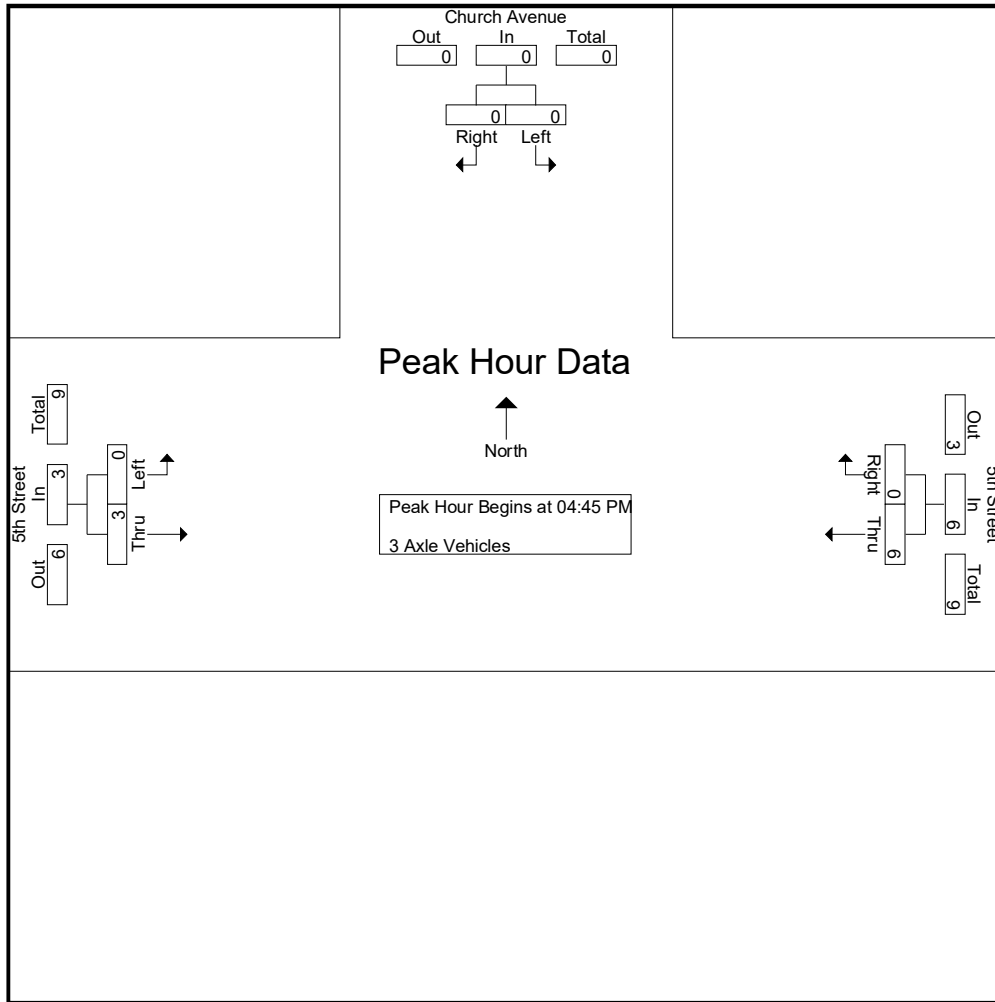 Church Avenue
Out In Total
0 0 0
0 0
Right Left
Peak Hour Data
North
Peak Hour Begins at 04:45 PM
3 Axle Vehicles
5th Street
Total In Out
9 3 6
0 3
Left Thru
Right Thru
0 6
Out In Total
3 6 9
5th Street